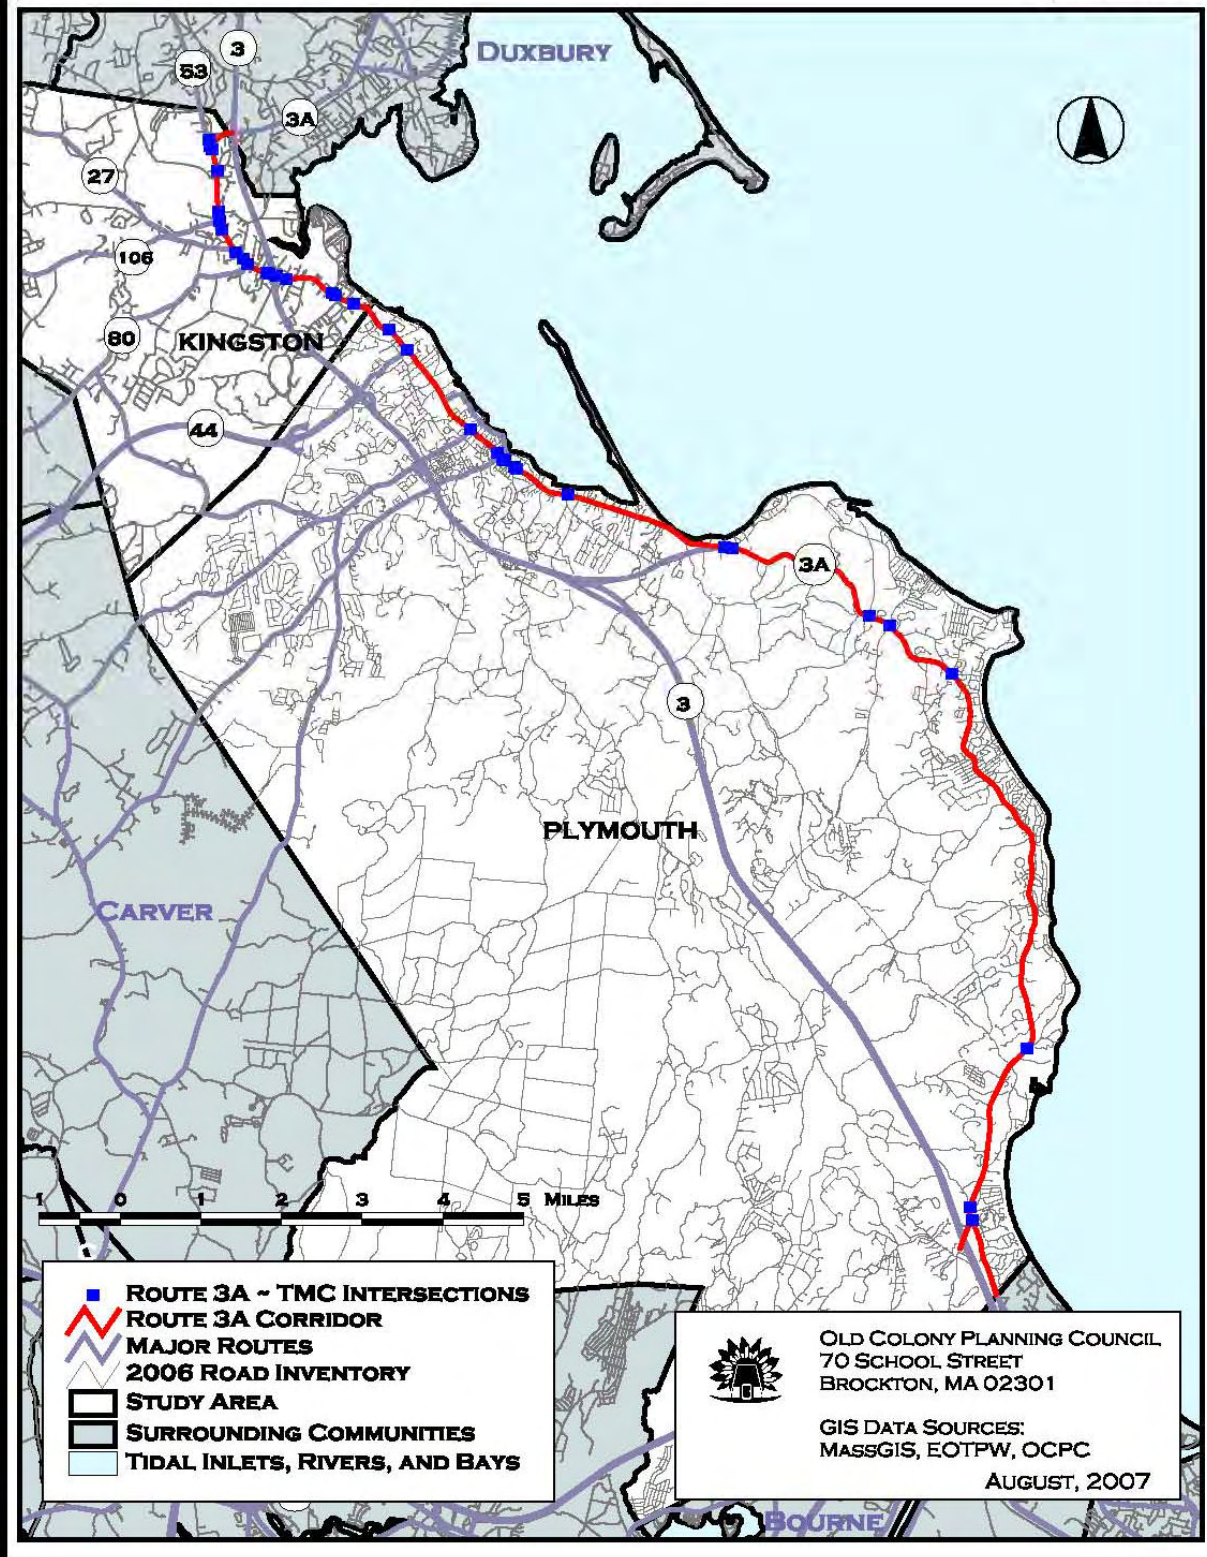 DUXBURY
3
53
3A
27
106
80
KINGSTON
44
3A
3
PLYMOUTH
CARVER
1 0 1 2 3 4 5 MILES
ROUTE 3A ~ TMC INTERSECTIONS
ROUTE 3A CORRIDOR
MAJOR ROUTES
2006 ROAD INVENTORY
STUDY AREA
SURROUNDING COMMUNITIES
TIDAL INLETS, RIVERS, AND BAYS
OLD COLONY PLANNING COUNCIL
70 SCHOOL STREET
BROCKTON, MA 02301
GIS DATA SOURCES:
MASSGIS, EOTPW, OCPC
AUGUST, 2007
BOURNE